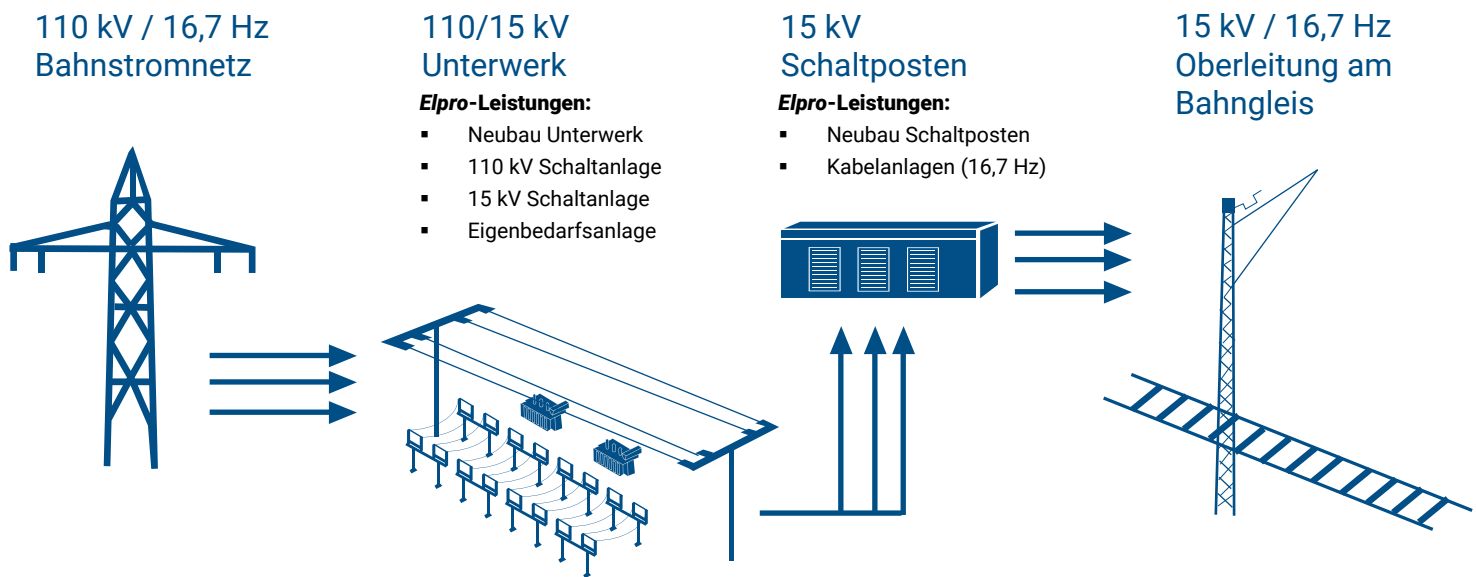 110 kV / 16,7 Hz
Bahnstromnetz
110/15 kV
Unterwerk
Elpro-Leistungen:
▪ Neubau Unterwerk
▪ 110 kV Schaltanlage
▪ 15 kV Schaltanlage
▪ Eigenbedarfsanlage
15 kV
Schaltposten
Elpro-Leistungen:
▪ Neubau Schaltposten
▪ Kabelanlagen (16,7 Hz)
15 kV / 16,7 Hz
Oberleitung am
Bahngleis